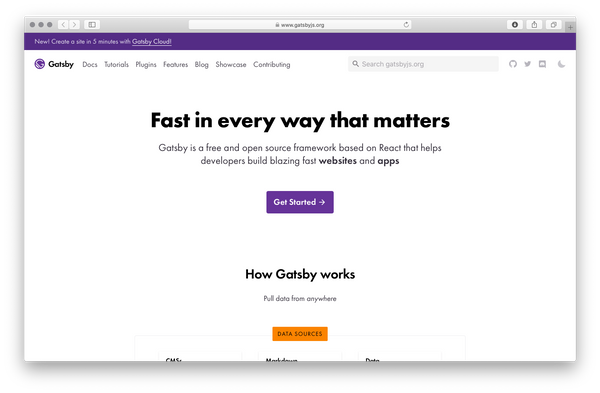 www.gatsbyjs.org
New! Create a site in 5 minutes with Gatsby Cloud!
Gatsby Docs Tutorials Plugins Features Blog Showcase Contributing Search gatsbyjs.org
Fast in every way that matters
Gatsby is a free and open source framework based on React that helps
developers build blazing fast websites and apps
Get Started →
How Gatsby works
Pull data from anywhere
DATA SOURCES
CMSs Markdown Data